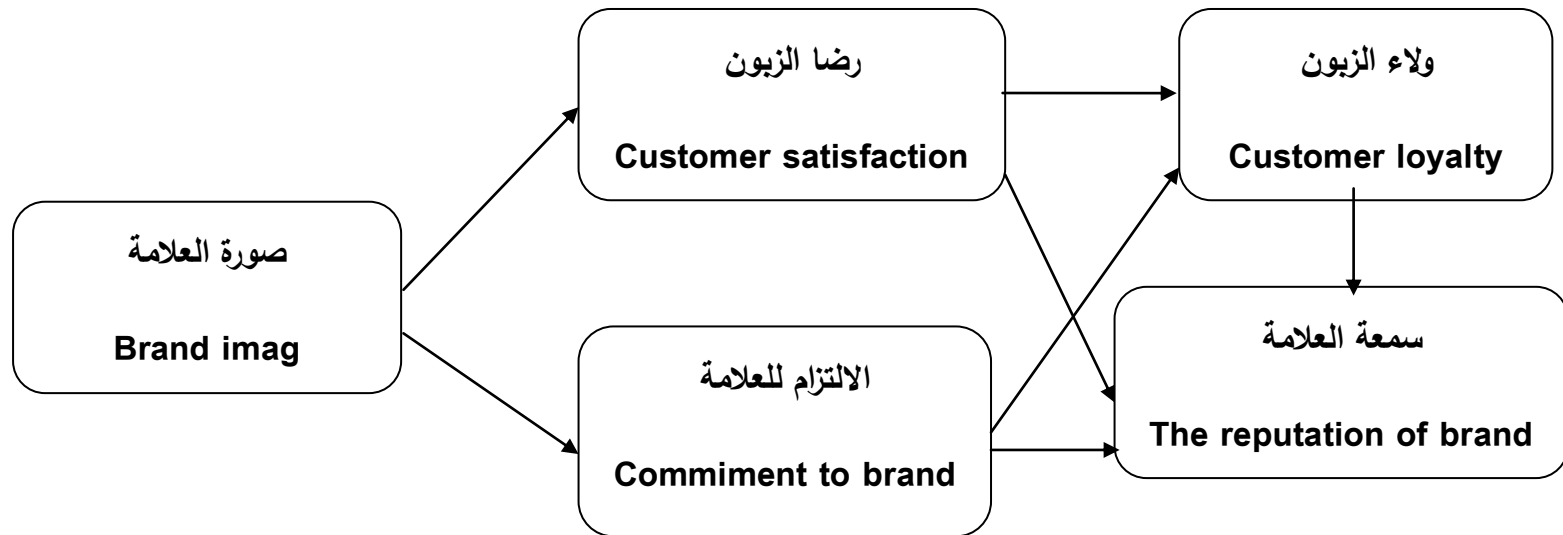 رضا الزبون
Customer satisfaction
ولاء الزبون
Customer loyalty
صورة العلامة
Brand imag
الالتزام للعلامة
Commiment to brand
سمعة العلامة
The reputation of brand